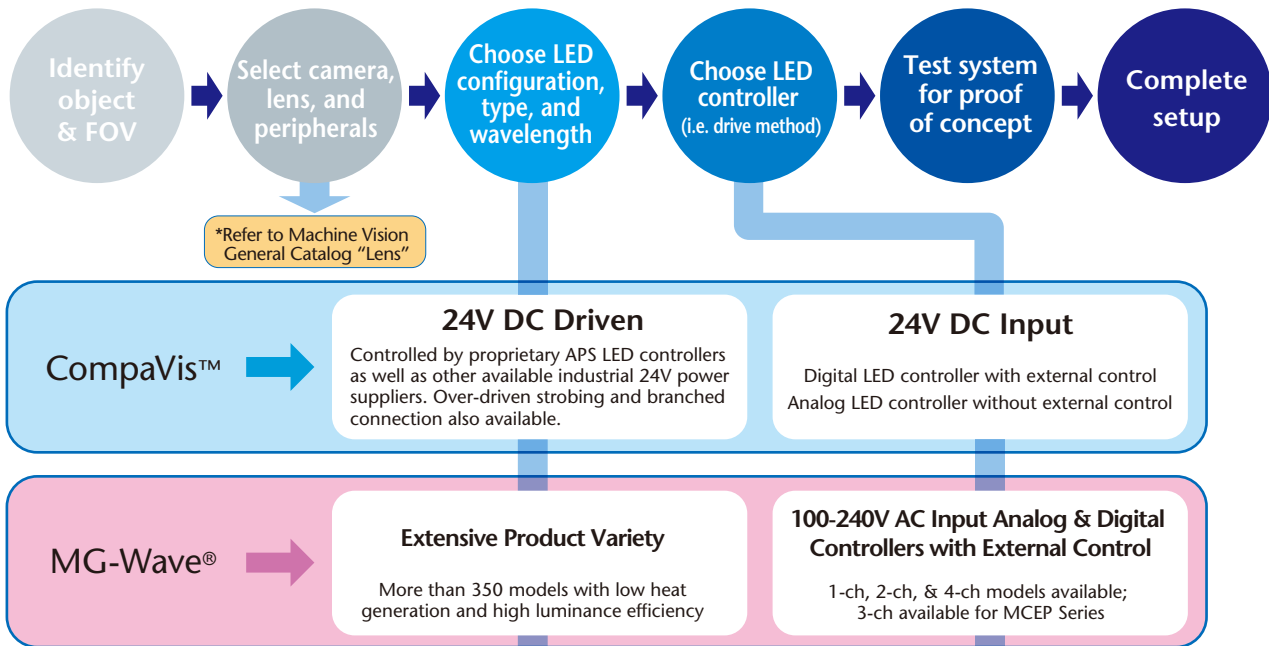 Identify
object
& FOV
Select camera,
lens, and
peripherals
Choose LED
configuration,
type, and
wavelength
Choose LED
controller
(i.e. drive method)
Test system
for proof
of concept
Complete
setup
*Refer to Machine Vision
General Catalog “Lens”
CompaVis™
24V DC Driven
Controlled by proprietary APS LED controllers
as well as other available industrial 24V power
suppliers. Over-driven strobing and branched
connection also available.
24V DC Input
Digital LED controller with external control
Analog LED controller without external control
MG-Wave®
Extensive Product Variety
More than 350 models with low heat
generation and high luminance efficiency
100-240V AC Input Analog & Digital
Controllers with External Control
1-ch, 2-ch, & 4-ch models available;
3-ch available for MCEP Series